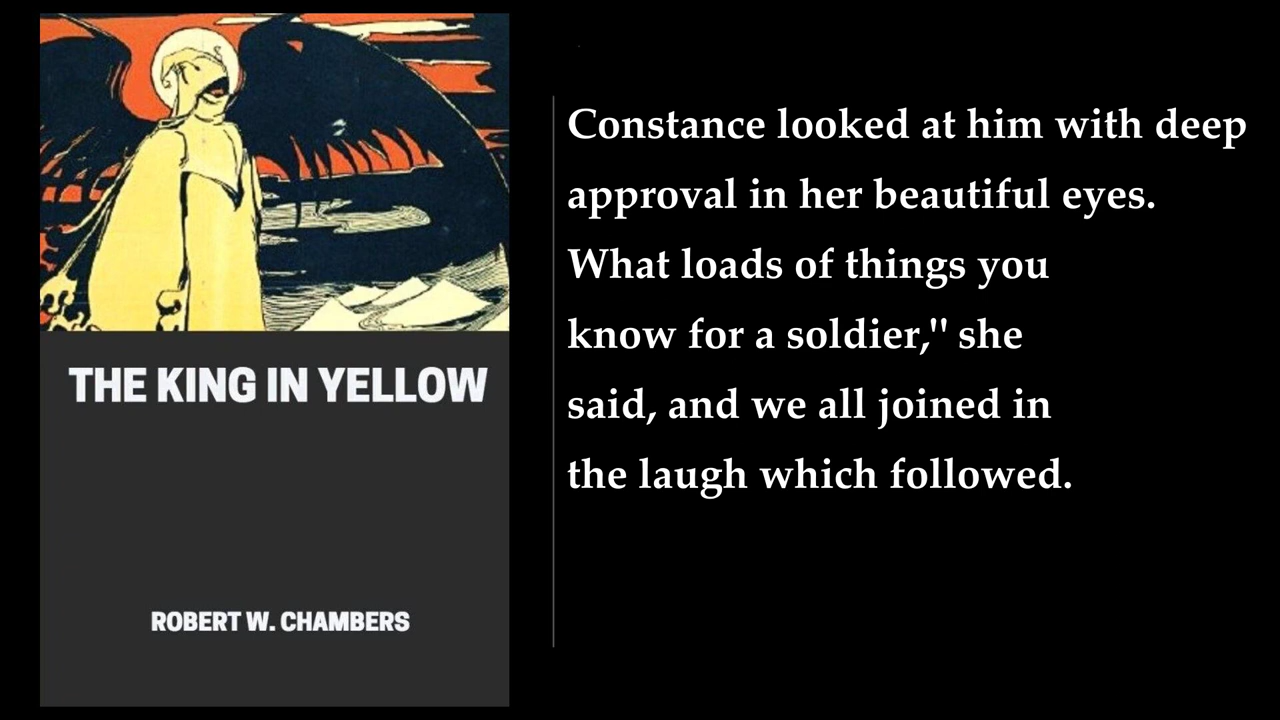 THE KING IN YELLOW
ROBERT W. CHAMBERS
Constance looked at him with deep
approval in her beautiful eyes.
What loads of things you
know for a soldier," she
said, and we all joined in
the laugh which followed.